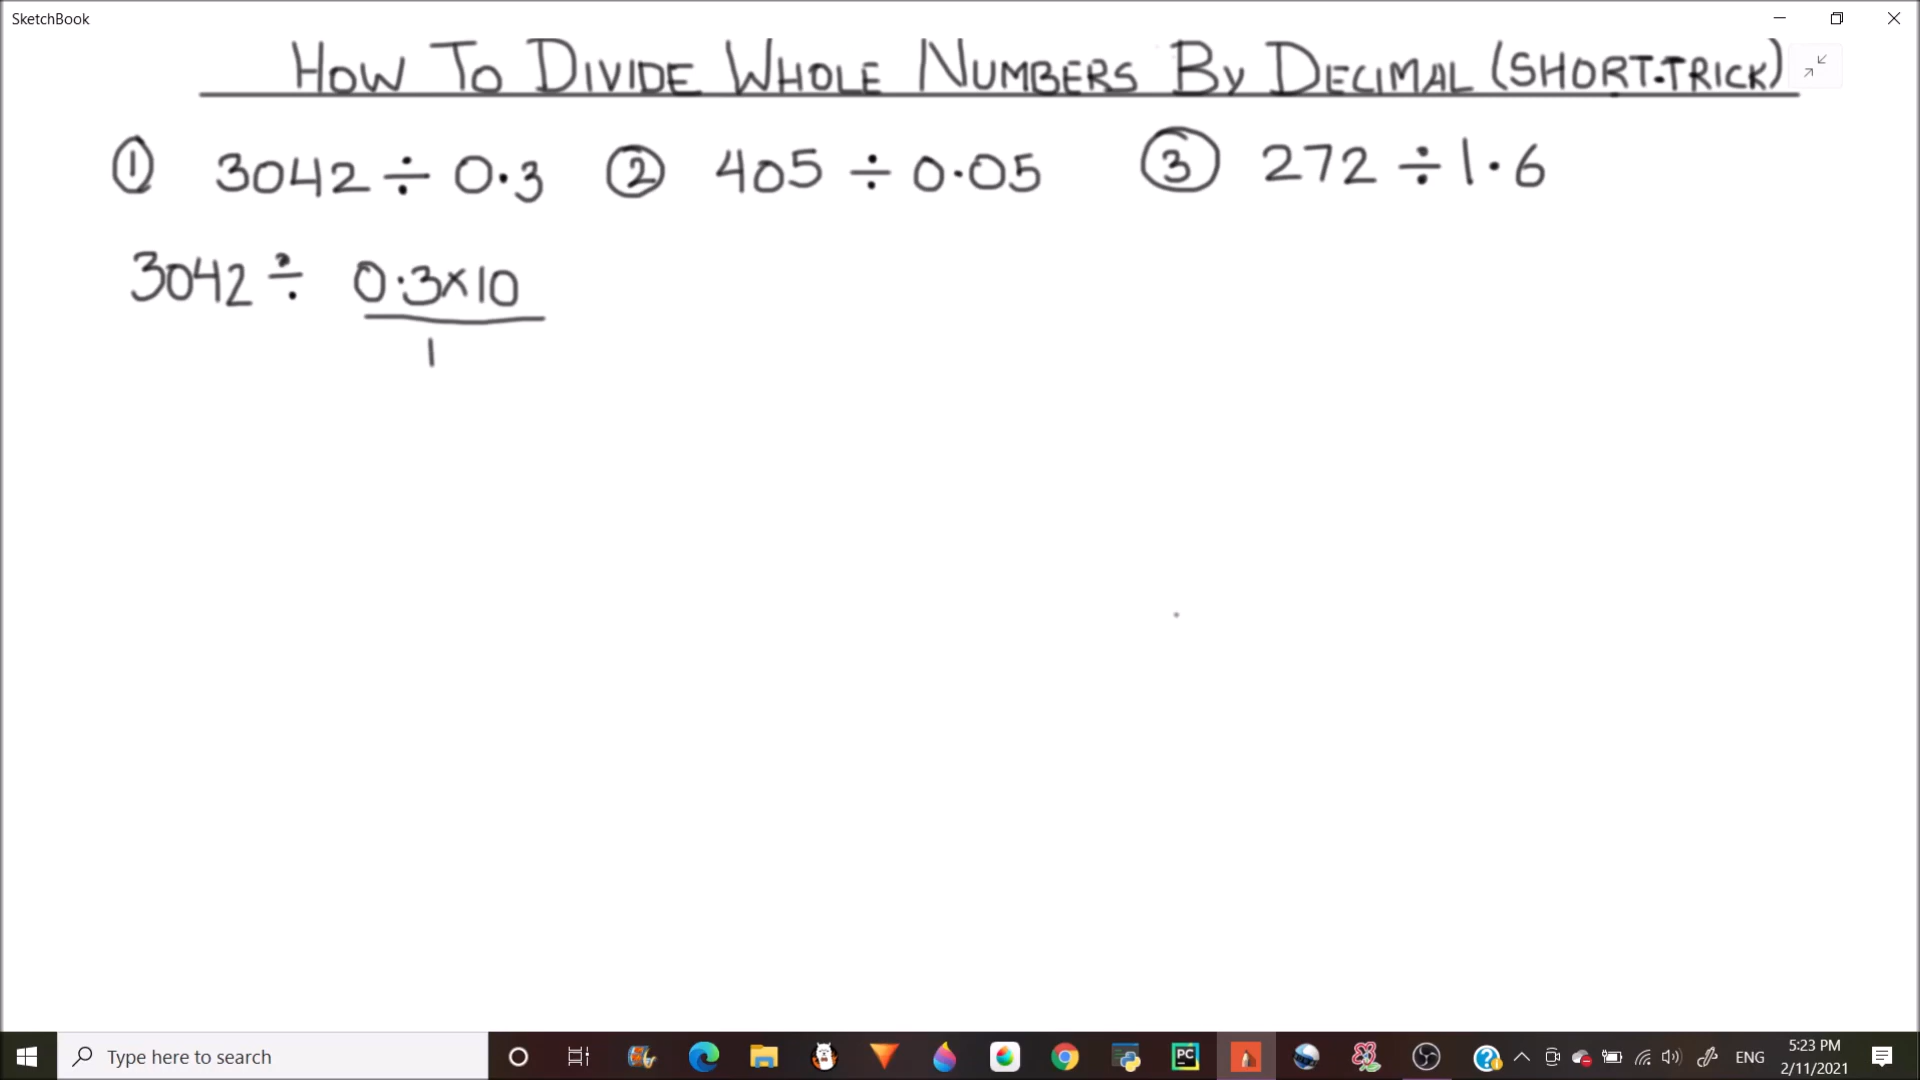 SketchBook
HOW TO DIVIDE WHOLE NUMBERS BY DECIMAL (SHORT-TRICK)
① 3042 ÷ 0.3 ② 405 ÷ 0.05 ③ 272 ÷ 1.6
3042 ÷ 0.3×10
1
Type here to search
PC
ENG
5:23 PM
2/11/2021